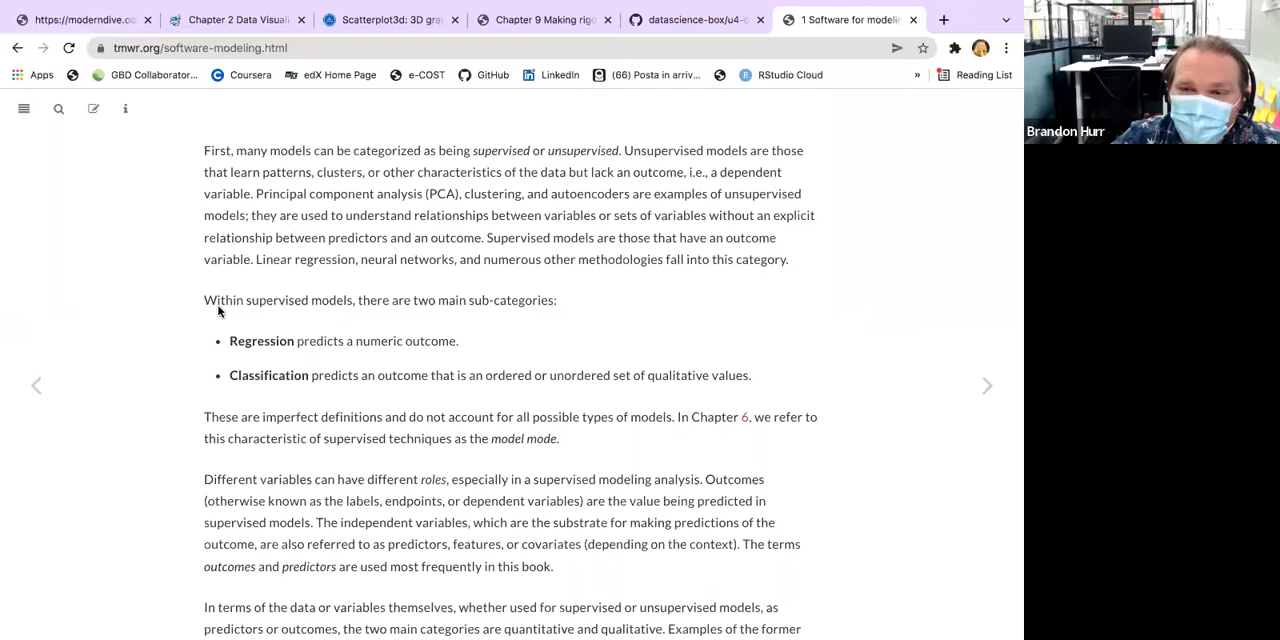 https://moderndive.co
Chapter 2 Data Visuali
Scatterplot3d: 3D gra
Chapter 9 Making rigo
datascience-box/u4-d
1 Software for modelin
tmwr.org/software-modeling.html
Apps
GBD Collaborator...
Coursera
edX Home Page
e-COST
GitHub
LinkedIn
(66) Posta in arriv...
RStudio Cloud
»
Reading List
First, many models can be categorized as being supervised or unsupervised. Unsupervised models are those
that learn patterns, clusters, or other characteristics of the data but lack an outcome, i.e., a dependent
variable. Principal component analysis (PCA), clustering, and autoencoders are examples of unsupervised
models; they are used to understand relationships between variables or sets of variables without an explicit
relationship between predictors and an outcome. Supervised models are those that have an outcome
variable. Linear regression, neural networks, and numerous other methodologies fall into this category.
Within supervised models, there are two main sub-categories:
• Regression predicts a numeric outcome.
• Classification predicts an outcome that is an ordered or unordered set of qualitative values.
These are imperfect definitions and do not account for all possible types of models. In Chapter 6, we refer to
this characteristic of supervised techniques as the model mode.
Different variables can have different roles, especially in a supervised modeling analysis. Outcomes
(otherwise known as the labels, endpoints, or dependent variables) are the value being predicted in
supervised models. The independent variables, which are the substrate for making predictions of the
outcome, are also referred to as predictors, features, or covariates (depending on the context). The terms
outcomes and predictors are used most frequently in this book.
In terms of the data or variables themselves, whether used for supervised or unsupervised models, as
predictors or outcomes, the two main categories are quantitative and qualitative. Examples of the former
Brandon Hurr